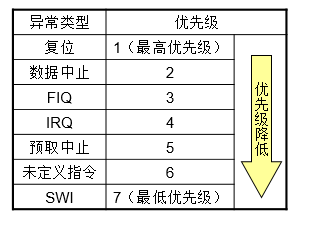 异常类型 优先级
复位 1（最高优先级）
数据中止 2
FIQ 3
IRQ 4
预取中止 5
未定义指令 6
SWI 7（最低优先级）
优先级降低